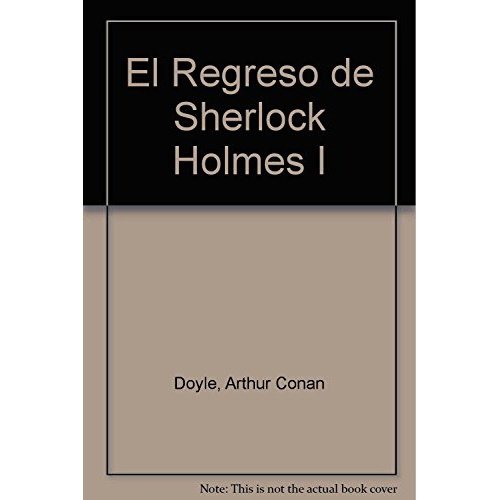 El Regreso de
Sherlock
Holmes I
Doyle, Arthur Conan
Note: This is not the actual book cover